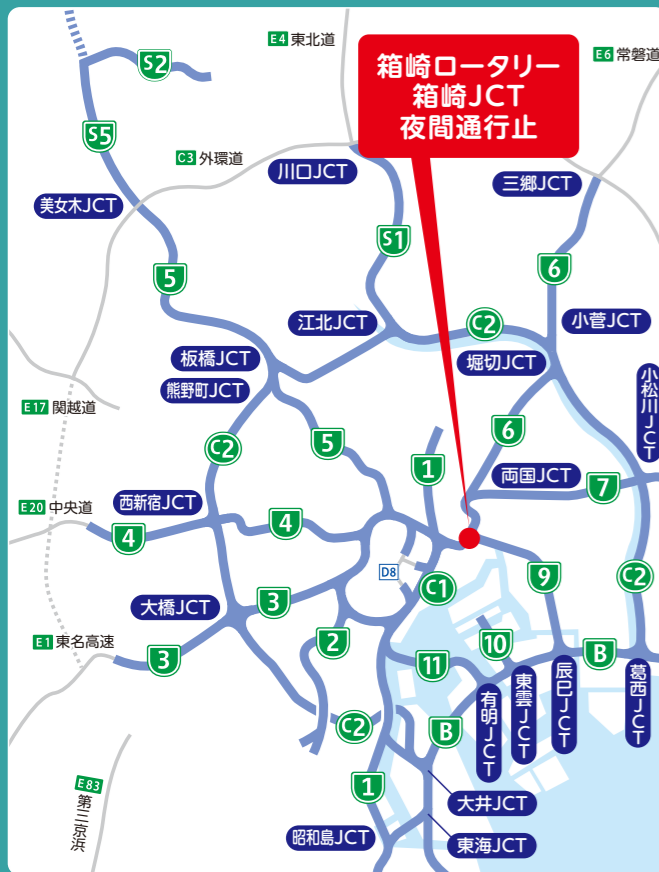 E4 東北道
箱崎ロータリー
箱崎JCT
夜間通行止
E6 常磐道
S2
S5
C3 外環道
川口JCT
三郷JCT
美女木JCT
S1
6
5
江北JCT
C2
小菅JCT
板橋JCT
堀切JCT
熊野町JCT
小松川JCT
E17 関越道
C2
5
1
6
両国JCT
7
E20 中央道
西新宿JCT
4
4
D8
C1
9
C2
大橋JCT
3
2
E1 東名高速
3
11
10
B
有明JCT
東雲JCT
辰巳JCT
葛西JCT
C2
B
E83
第三京浜
1
大井JCT
昭和島JCT
東海JCT